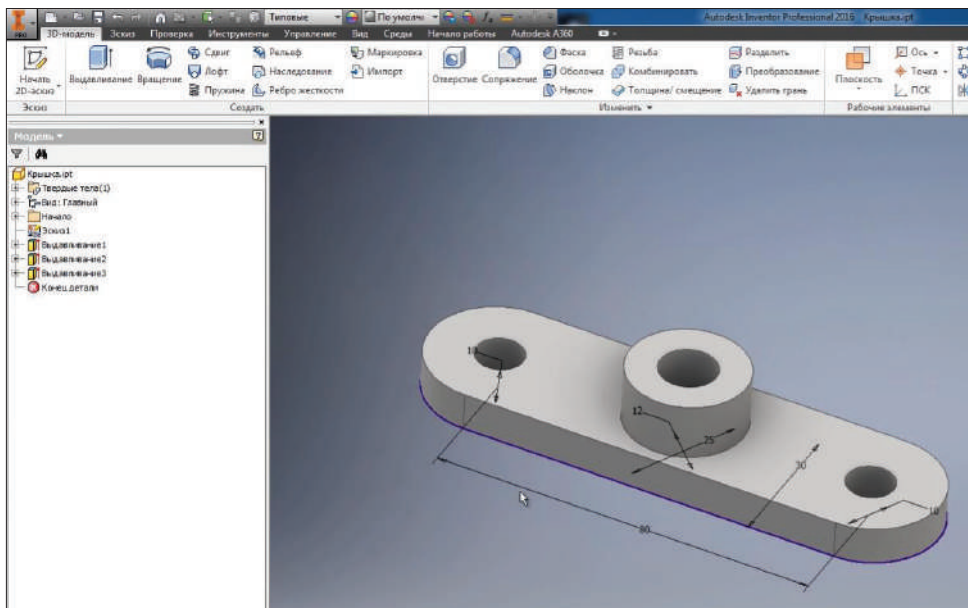 PRO
Типовые
По умолчи
Autodesk Inventor Professional 2016 Крышка.ipt
3D-модель Эскиз Проверка Инструменты Управление Вид Среды Начало работы Autodesk A360
Начать 2D-эскиз
Выдавливание Вращение
Сдвиг Рельеф Маркировка
Лофт Наследование Импорт
Пружина Ребро жесткости
Отверстие Сопряжение
Фаска Резьба Разделить
Оболочка Комбинировать Преобразование
Наклон Толщина/ смещение Удалить грань
Плоскость
Ось
Точка
ПСК
Эскиз Создать Изменить Рабочие элементы
Модель
Крышка.ipt
Твердые тела(1)
Вид: Главный
Начало
Эскиз1
Выдавливание1
Выдавливание2
Выдавливание3
Конец детали
10
12
25
30
10
80